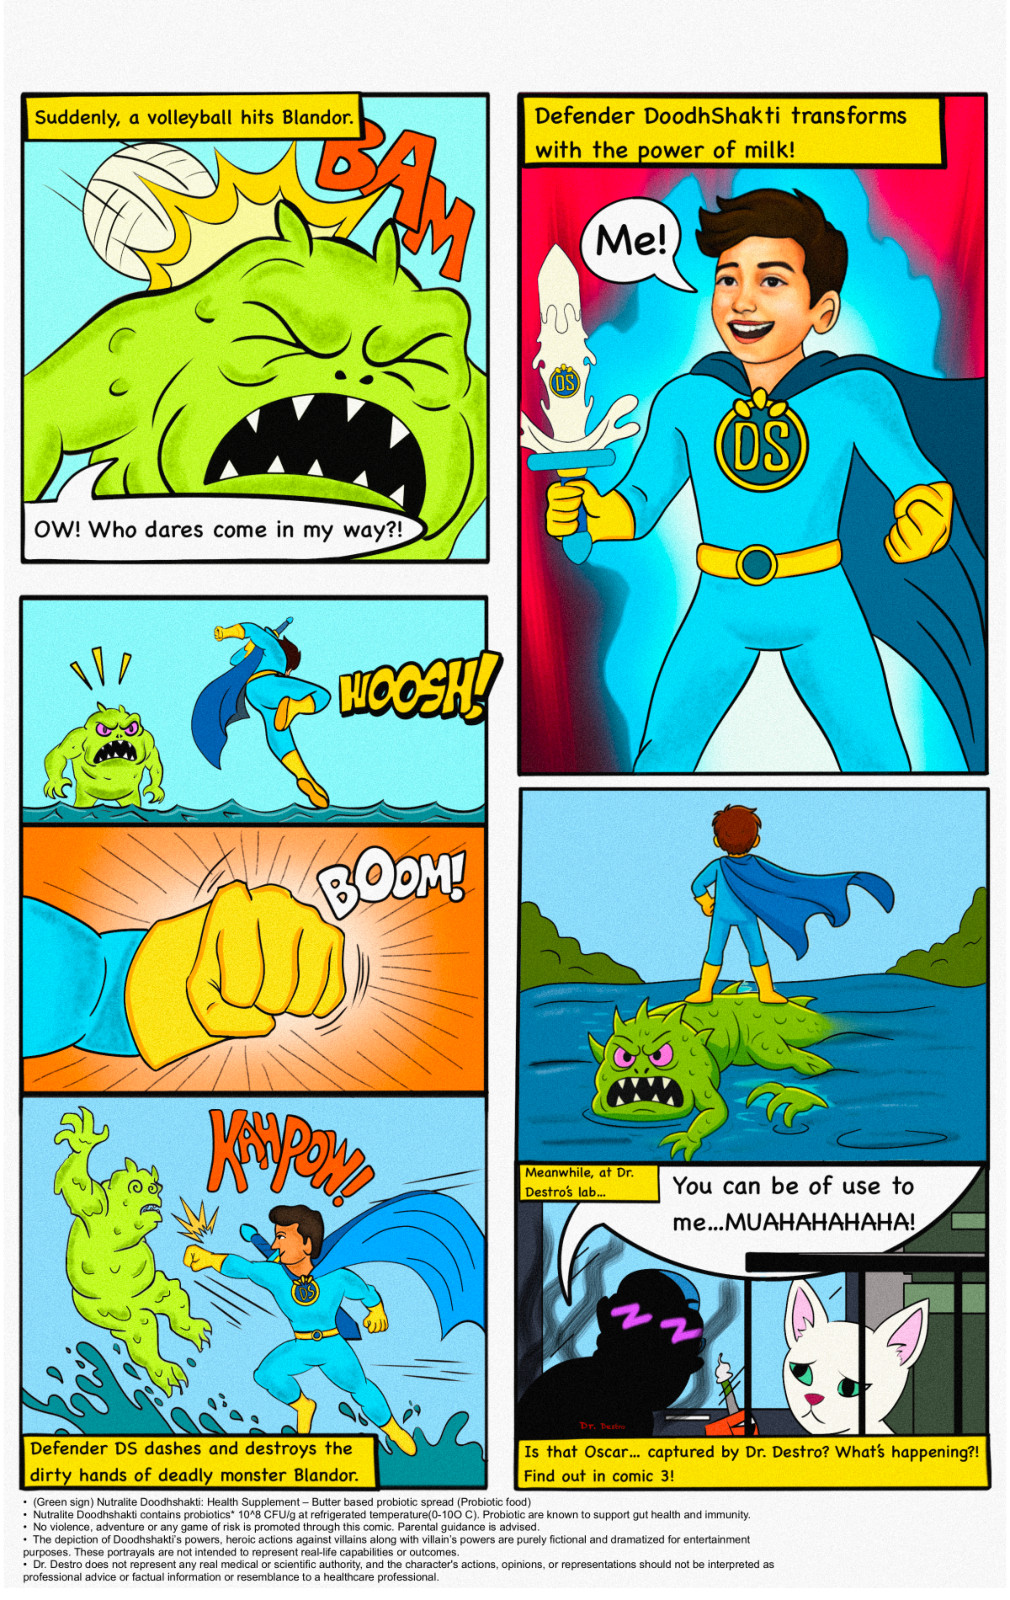 Suddenly, a volleyball hits Blandor.
BAM
OW! Who dares come in my way?!
Defender DoodhShakti transforms
with the power of milk!
Me!
DS
DS
WOOSH!
BOOM!
KAHPOW!
DS
Defender DS dashes and destroys the
dirty hands of deadly monster Blandor.
Meanwhile, at Dr.
Destro's lab...
You can be of use to
me...MUAHAHAHAHA!
Dr. Destro
Is that Oscar... captured by Dr. Destro? What's happening?!
Find out in comic 3!
• (Green sign) Nutralite Doodhshakti: Health Supplement – Butter based probiotic spread (Probiotic food)
• Nutralite Doodhshakti contains probiotics* 10^8 CFU/g at refrigerated temperature(0-10O C). Probiotic are known to support gut health and immunity.
• No violence, adventure or any game of risk is promoted through this comic. Parental guidance is advised.
• The depiction of Doodhshakti's powers, heroic actions against villains along with villain's powers are purely fictional and dramatized for entertainment
purposes. These portrayals are not intended to represent real-life capabilities or outcomes.
• Dr. Destro does not represent any real medical or scientific authority, and the character's actions, opinions, or representations should not be interpreted as
professional advice or factual information or resemblance to a healthcare professional.